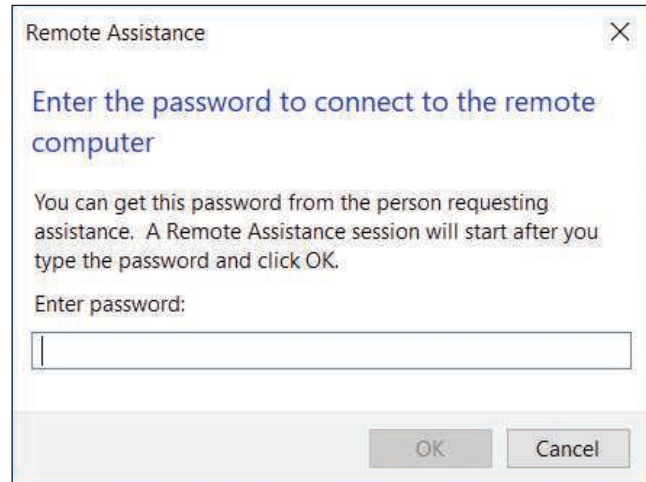 Remote Assistance
Enter the password to connect to the remote
computer
You can get this password from the person requesting
assistance.  A Remote Assistance session will start after you
type the password and click OK.
Enter password:
OK
Cancel